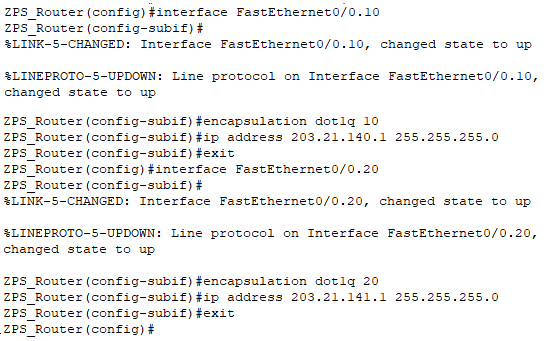 ZPS_Router(config)#interface FastEthernet0/0.10
ZPS_Router(config-subif)#
%LINK-5-CHANGED: Interface FastEthernet0/0.10, changed state to up
%LINEPROTO-5-UPDOWN: Line protocol on Interface FastEthernet0/0.10,
changed state to up
ZPS_Router(config-subif)#encapsulation dot1q 10
ZPS_Router(config-subif)#ip address 203.21.140.1 255.255.255.0
ZPS_Router(config-subif)#exit
ZPS_Router(config)#interface FastEthernet0/0.20
ZPS_Router(config-subif)#
%LINK-5-CHANGED: Interface FastEthernet0/0.20, changed state to up
%LINEPROTO-5-UPDOWN: Line protocol on Interface FastEthernet0/0.20,
changed state to up
ZPS_Router(config-subif)#encapsulation dot1q 20
ZPS_Router(config-subif)#ip address 203.21.141.1 255.255.255.0
ZPS_Router(config-subif)#exit
ZPS_Router(config)#